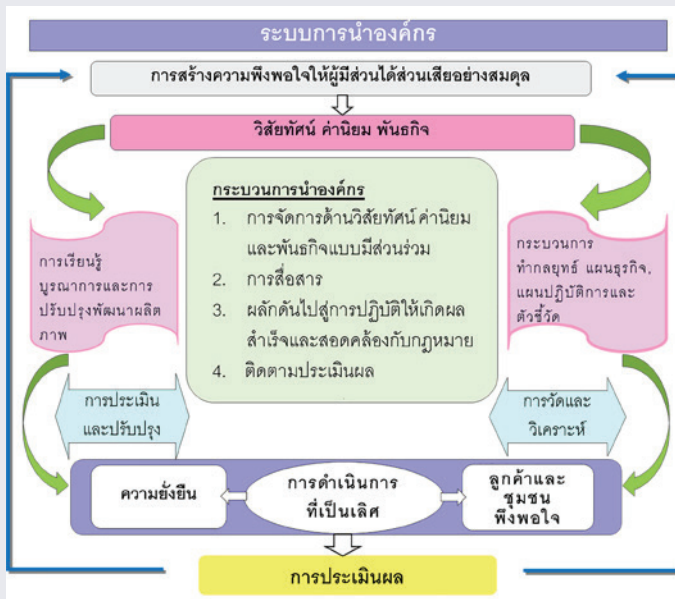 ระบบการนำองค์กร
การสร้างความพึงพอใจให้ผู้มีส่วนได้ส่วนเสียอย่างสมดุล
วิสัยทัศน์ ค่านิยม พันธกิจ
กระบวนการนำองค์กร
1. การจัดการด้านวิสัยทัศน์ ค่านิยม
และพันธกิจแบบมีส่วนร่วม
2. การสื่อสาร
3. ผลักดันไปสู่การปฏิบัติให้เกิดผล
สำเร็จและสอดคล้องกับกฎหมาย
4. ติดตามประเมินผล
การเรียนรู้
บูรณาการและการ
ปรับปรุงพัฒนาผลิต
ภาพ
กระบวนการ
ทำกลยุทธ์ แผนธุรกิจ,
แผนปฏิบัติการและ
ตัวชี้วัด
การประเมิน
และปรับปรุง
การวัดและ
วิเคราะห์
ความยั่งยืน
การดำเนินการ
ที่เป็นเลิศ
ลูกค้าและ
ชุมชน
พึงพอใจ
การประเมินผล